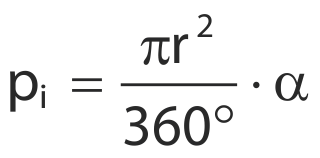 pᵢ = πr² / 360° · α